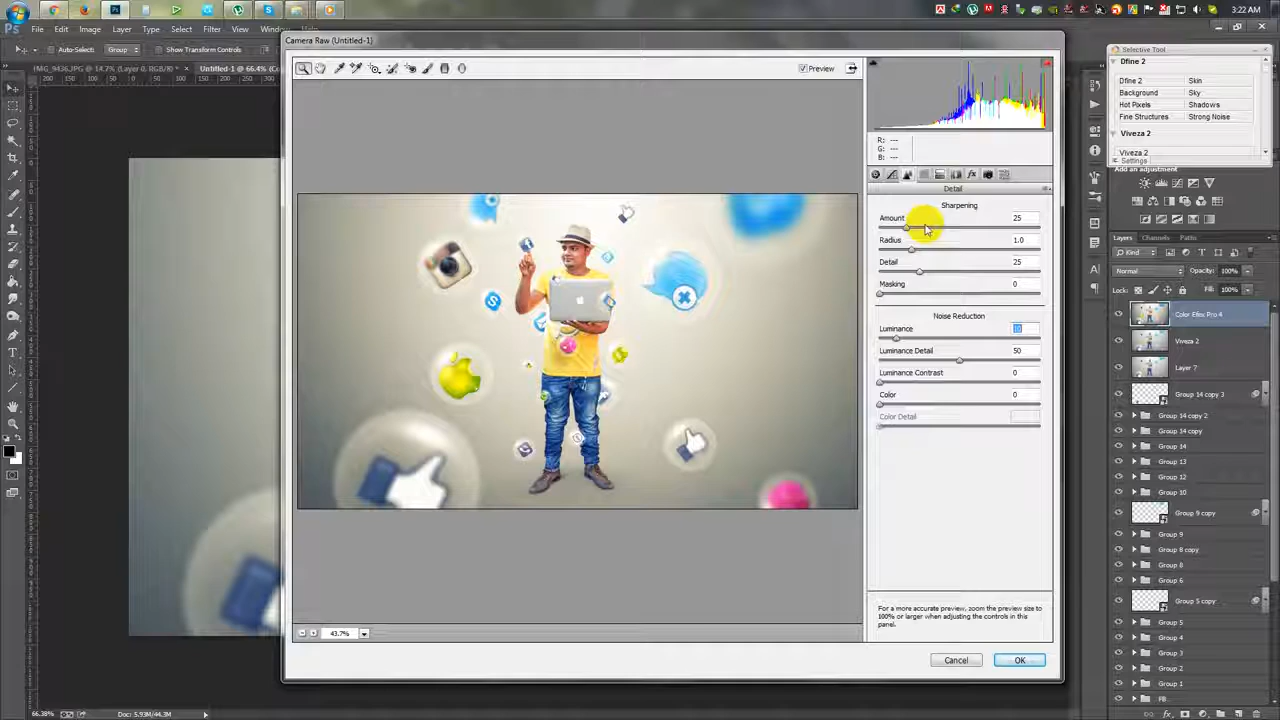 3:22 AM
Ps
File
Edit
Image
Layer
Type
Select
Filter
View
Camera Raw (Untitled-1)
Auto-Select:
Group
Show Transform Controls
IMG_9436.JPG @ 14.7% (Layer 0, RGB/8) *
Untitled-1 @ 66.4%
Preview
R: ---
G: ---
B: ---
Detail
Sharpening
Amount 25
Radius 1.0
Detail 25
Masking 0
Noise Reduction
Luminance 10
Luminance Detail 50
Luminance Contrast 0
Color 0
Color Detail
For a more accurate preview, zoom the preview size to
100% or larger when adjusting the controls in this
panel.
43.7%
Cancel
OK
Selective Tool
Dfine 2
Dfine 2
Skin
Background
Sky
Hot Pixels
Shadows
Fine Structures
Strong Noise
Viveza 2
Viveza 2
Settings
Add an adjustment
Layers
Channels
Paths
Kind
Normal
Opacity: 100%
Lock:
Fill: 100%
Color Efex Pro 4
Viveza 2
Layer 7
Group 14 copy 3
Group 14 copy 2
Group 14 copy
Group 14
Group 13
Group 12
Group 10
Group 9 copy
Group 9
Group 8 copy
Group 8
Group 6
Group 5 copy
Group 5
Group 4
Group 3
Group 2
Group 1
66.38%
Doc: 5.93M/44.3M